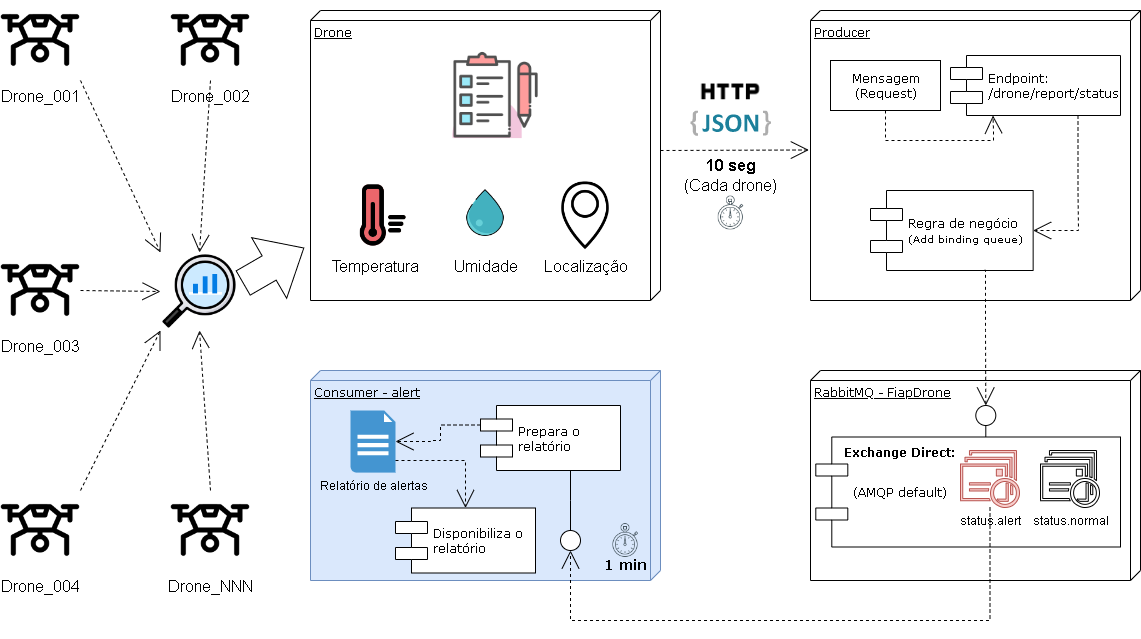 Drone_001
Drone_002
Drone_003
Drone_004
Drone_NNN
Drone
Temperatura
Umidade
Localização
HTTP
{JSON}
10 seg
(Cada drone)
Producer
Mensagem
(Request)
Endpoint:
/drone/report/status
Regra de negócio
(Add binding queue)
Consumer - alert
Relatório de alertas
Prepara o
relatório
Disponibiliza o
relatório
1 min
RabbitMQ - FiapDrone
Exchange Direct:
(AMQP default)
status.alert
status.normal